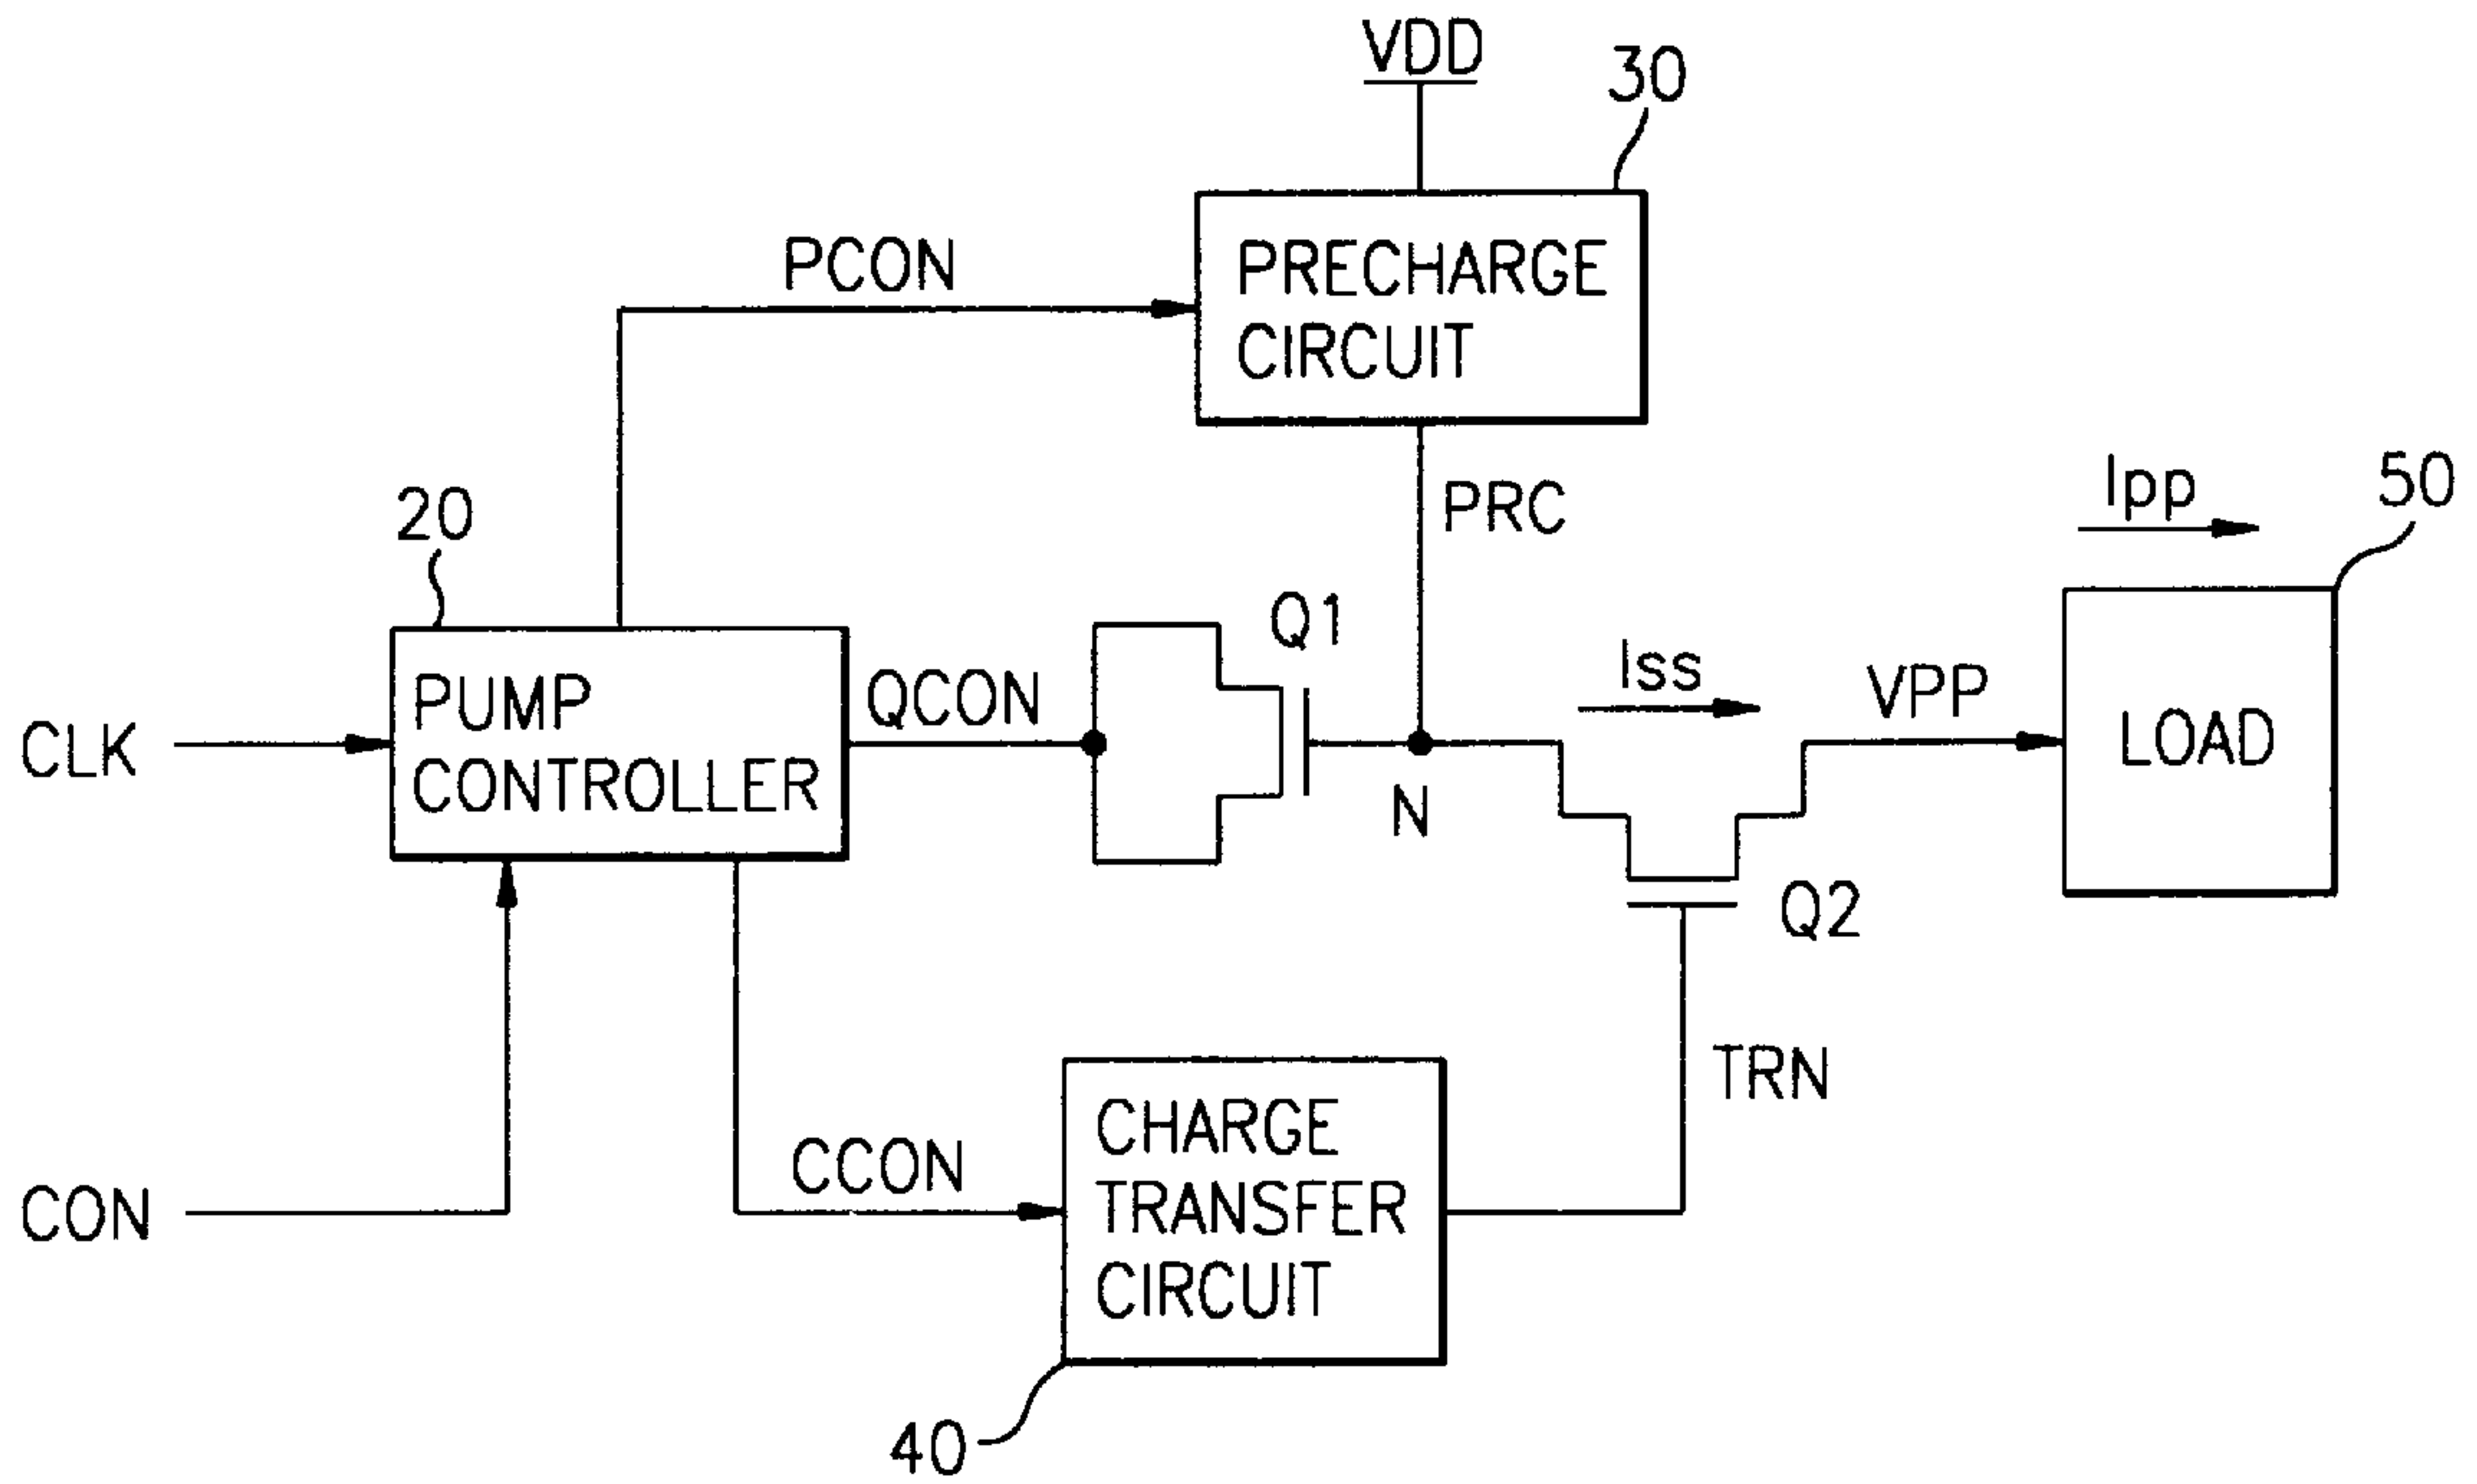 VDD
30
PCON
PRECHARGE
CIRCUIT
PRC
Ipp
50
20
Q1
Iss
VPP
QCON
PUMP
CONTROLLER
CLK
LOAD
N
Q2
TRN
CCON
CHARGE
TRANSFER
CIRCUIT
CON
40